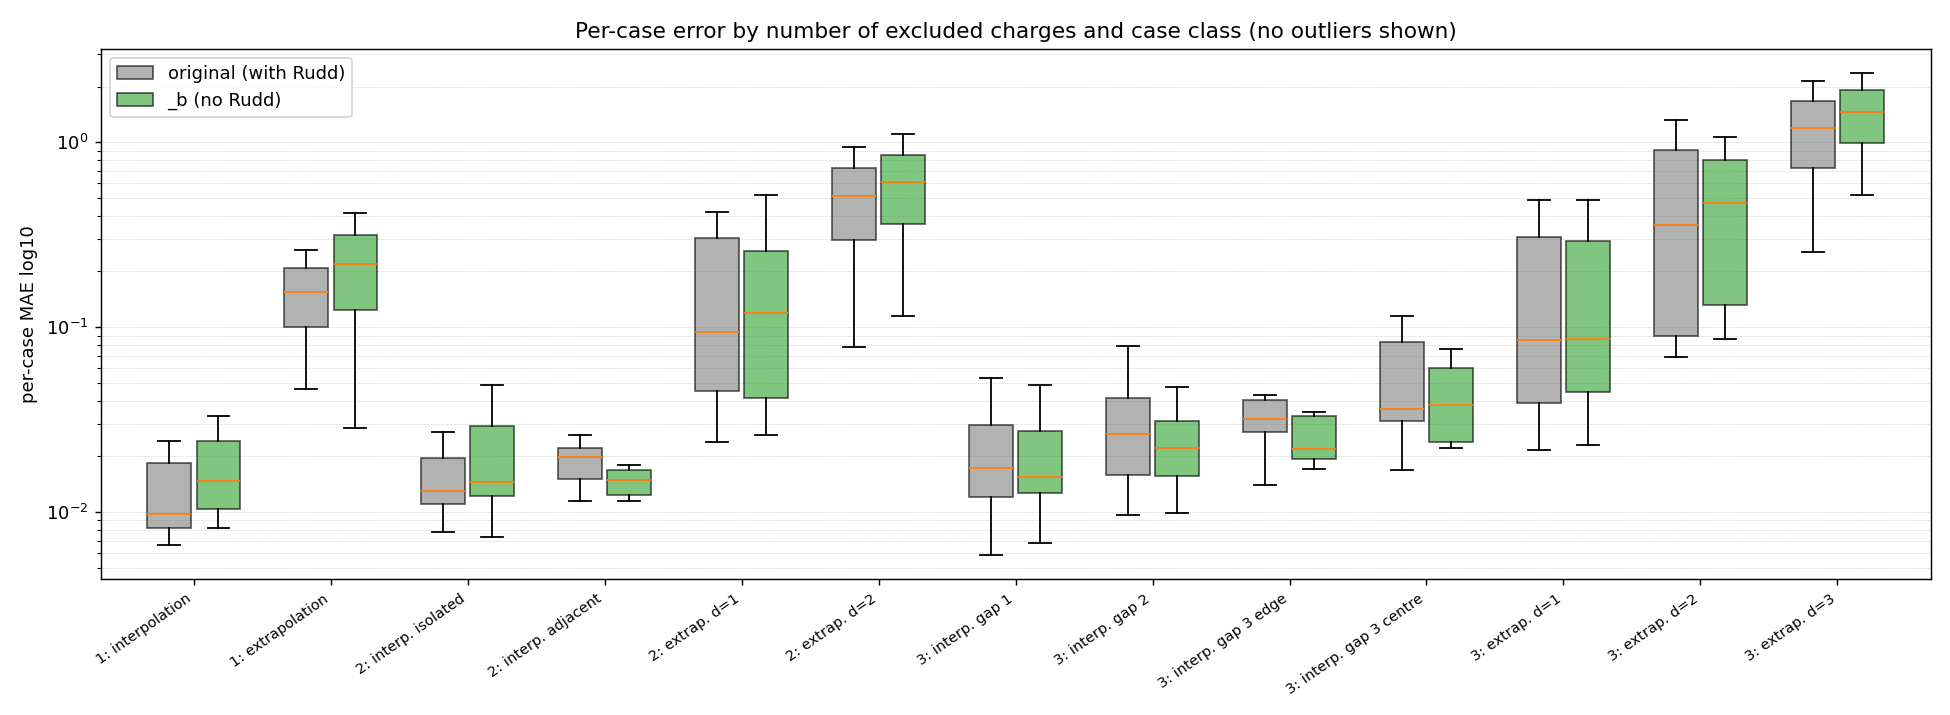 Per-case error by number of excluded charges and case class (no outliers shown)
original (with Rudd)
_b (no Rudd)
per-case MAE log10
10⁰
10⁻¹
10⁻²
1: interpolation
1: extrapolation
2: interp. isolated
2: interp. adjacent
2: extrap. d=1
2: extrap. d=2
3: interp. gap 1
3: interp. gap 2
3: interp. gap 3 edge
3: interp. gap 3 centre
3: extrap. d=1
3: extrap. d=2
3: extrap. d=3